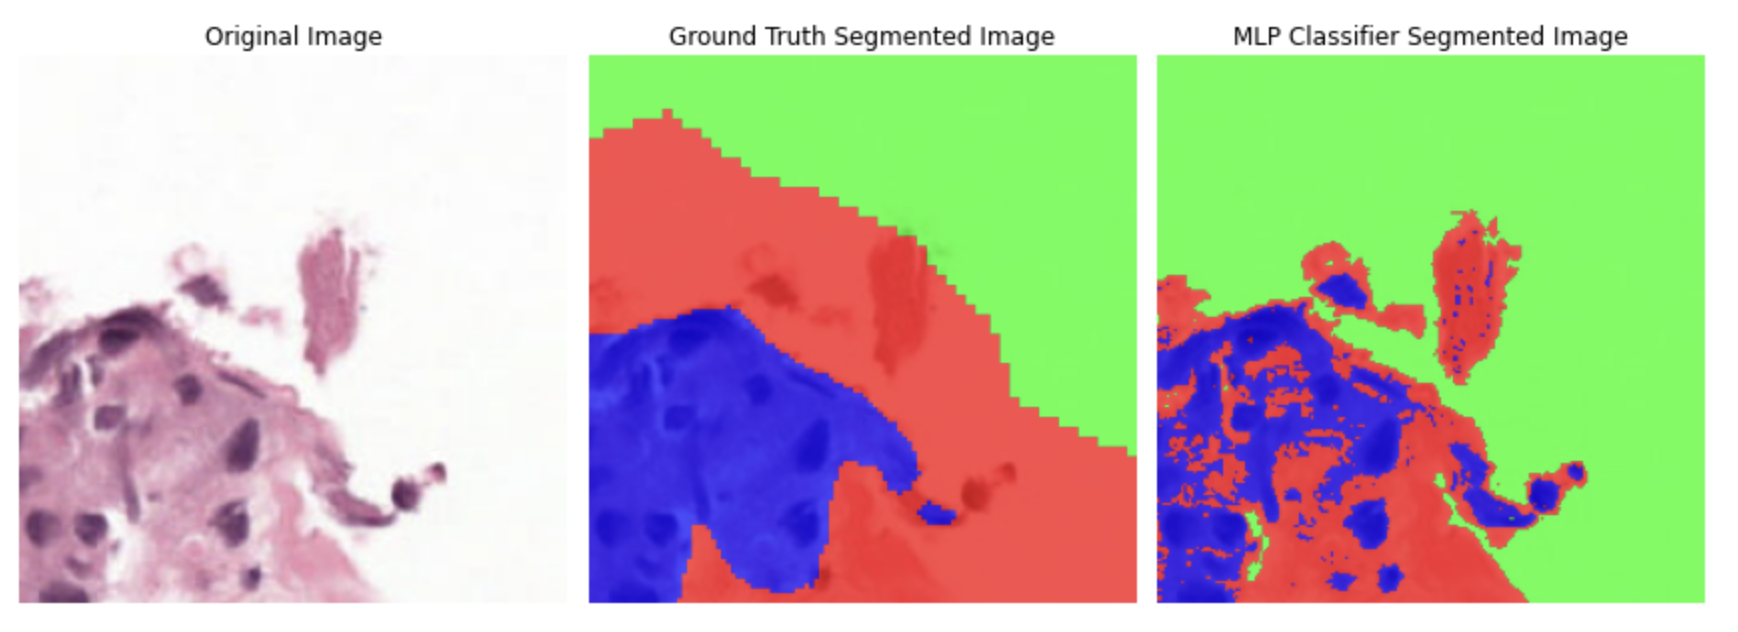 Original Image
Ground Truth Segmented Image
MLP Classifier Segmented Image